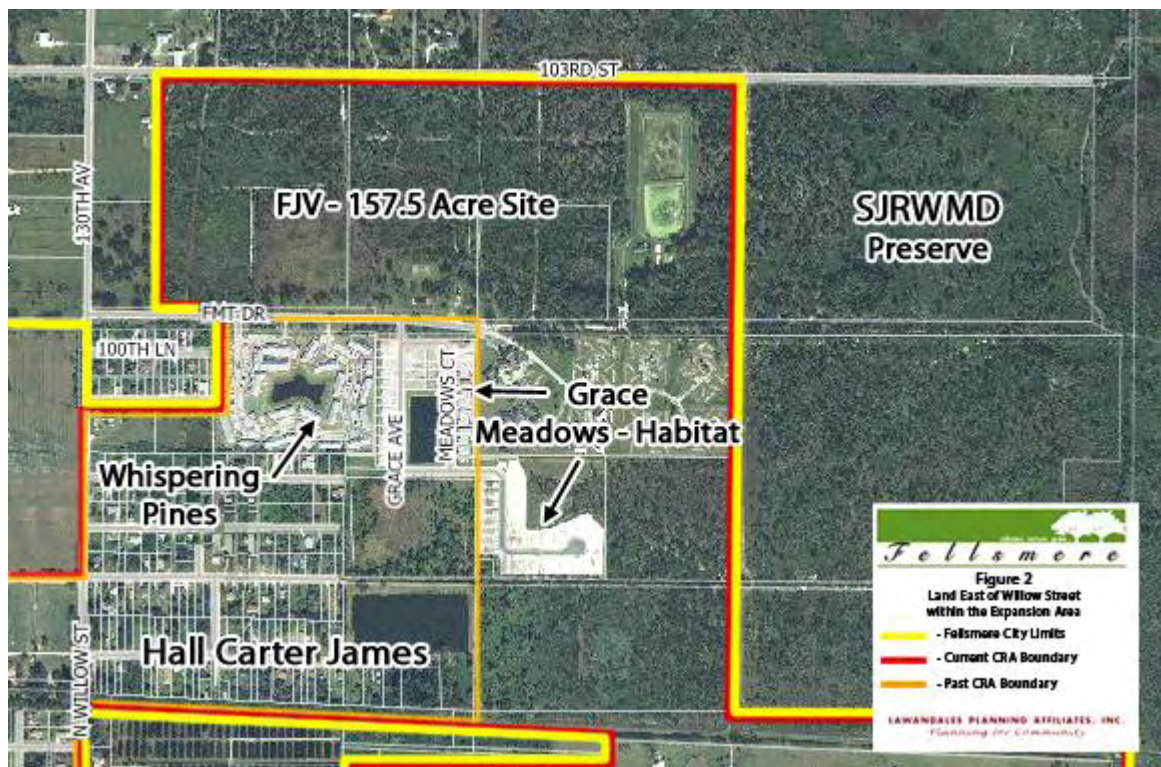 103RD ST
130TH AV
FJV - 157.5 Acre Site
SJRWMD
Preserve
FMT DR
100TH LN
GRACE AVE
MEADOWS CT
Grace
Meadows - Habitat
Whispering
Pines
Hall Carter James
N WILLOW ST
Fellsmere
Figure 2
Land East of Willow Street
within the Expansion Area
- Fellsmere City Limits
- Current CRA Boundary
- Past CRA Boundary
LAWANDALES PLANNING AFFILIATES, INC.
Planning for Community